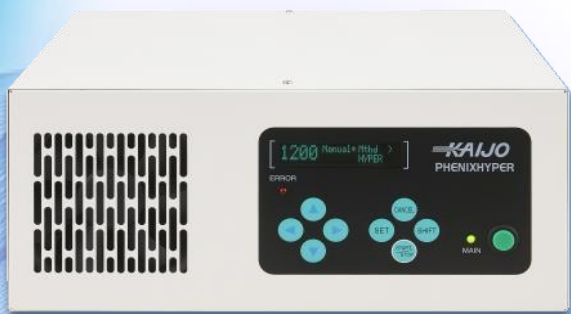 1200 Manual* Mthd >
HYPER
KAIJO
PHENIXHYPER
ERROR
CANCEL
SET
SHIFT
MAIN